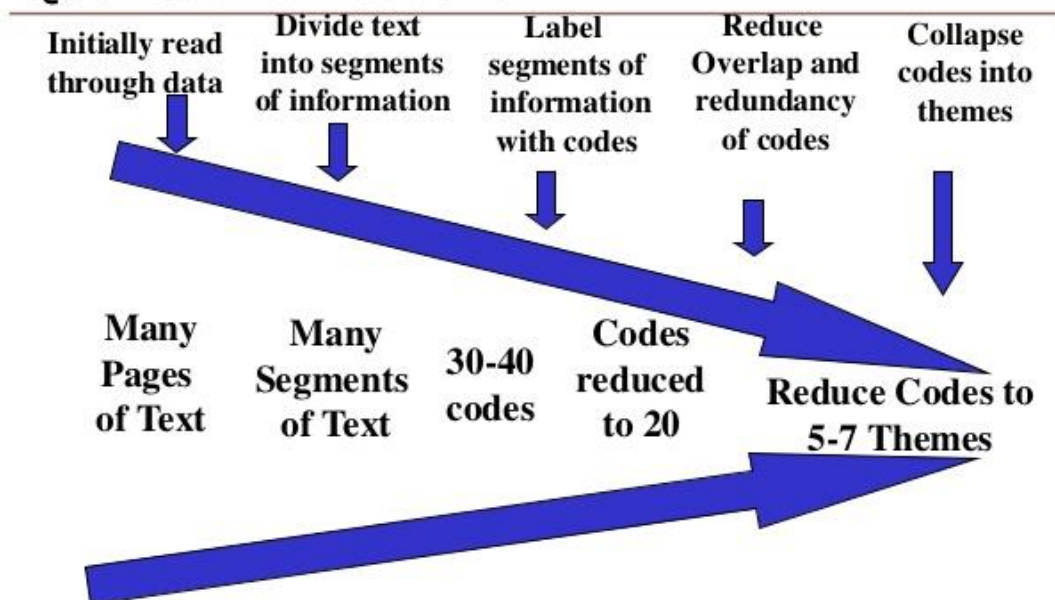 Initially read
through data
Divide text
into segments
of information
Label
segments of
information
with codes
Reduce
Overlap and
redundancy
of codes
Collapse
codes into
themes
Many
Pages
of Text
Many
Segments
of Text
30-40
codes
Codes
reduced
to 20
Reduce Codes to
5-7 Themes